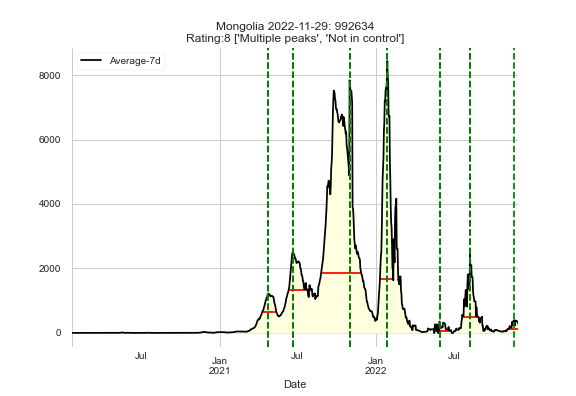 Mongolia 2022-11-29: 992634
Rating:8 ['Multiple peaks', 'Not in control']
Average-7d
8000
6000
4000
2000
0
Jul
Jan
2021
Jul
Jan
2022
Jul
Date